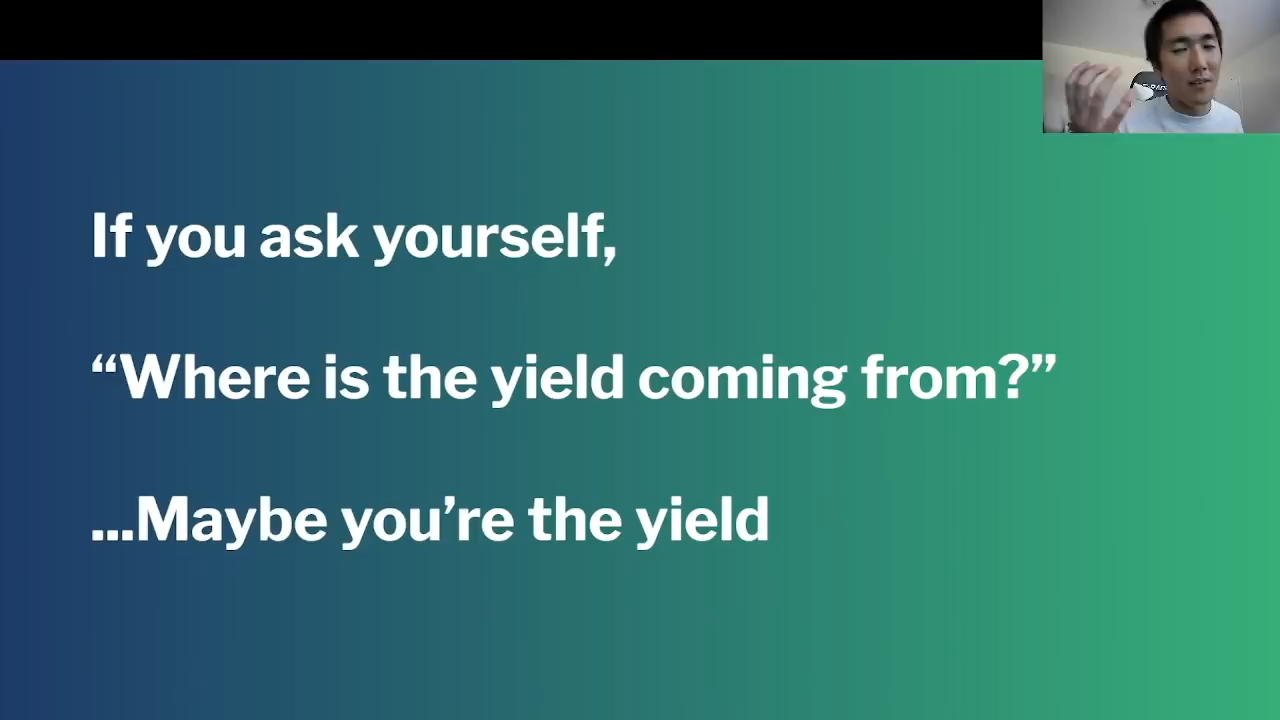 If you ask yourself,
“Where is the yield coming from?”
...Maybe you’re the yield